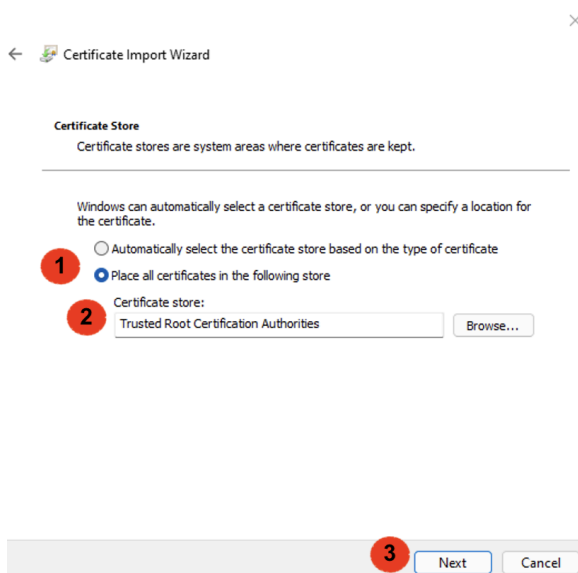 Certificate Import Wizard
Certificate Store
Certificate stores are system areas where certificates are kept.
Windows can automatically select a certificate store, or you can specify a location for
the certificate.
Automatically select the certificate store based on the type of certificate
1
Place all certificates in the following store
Certificate store:
2 Trusted Root Certification Authorities Browse...
3 Next Cancel